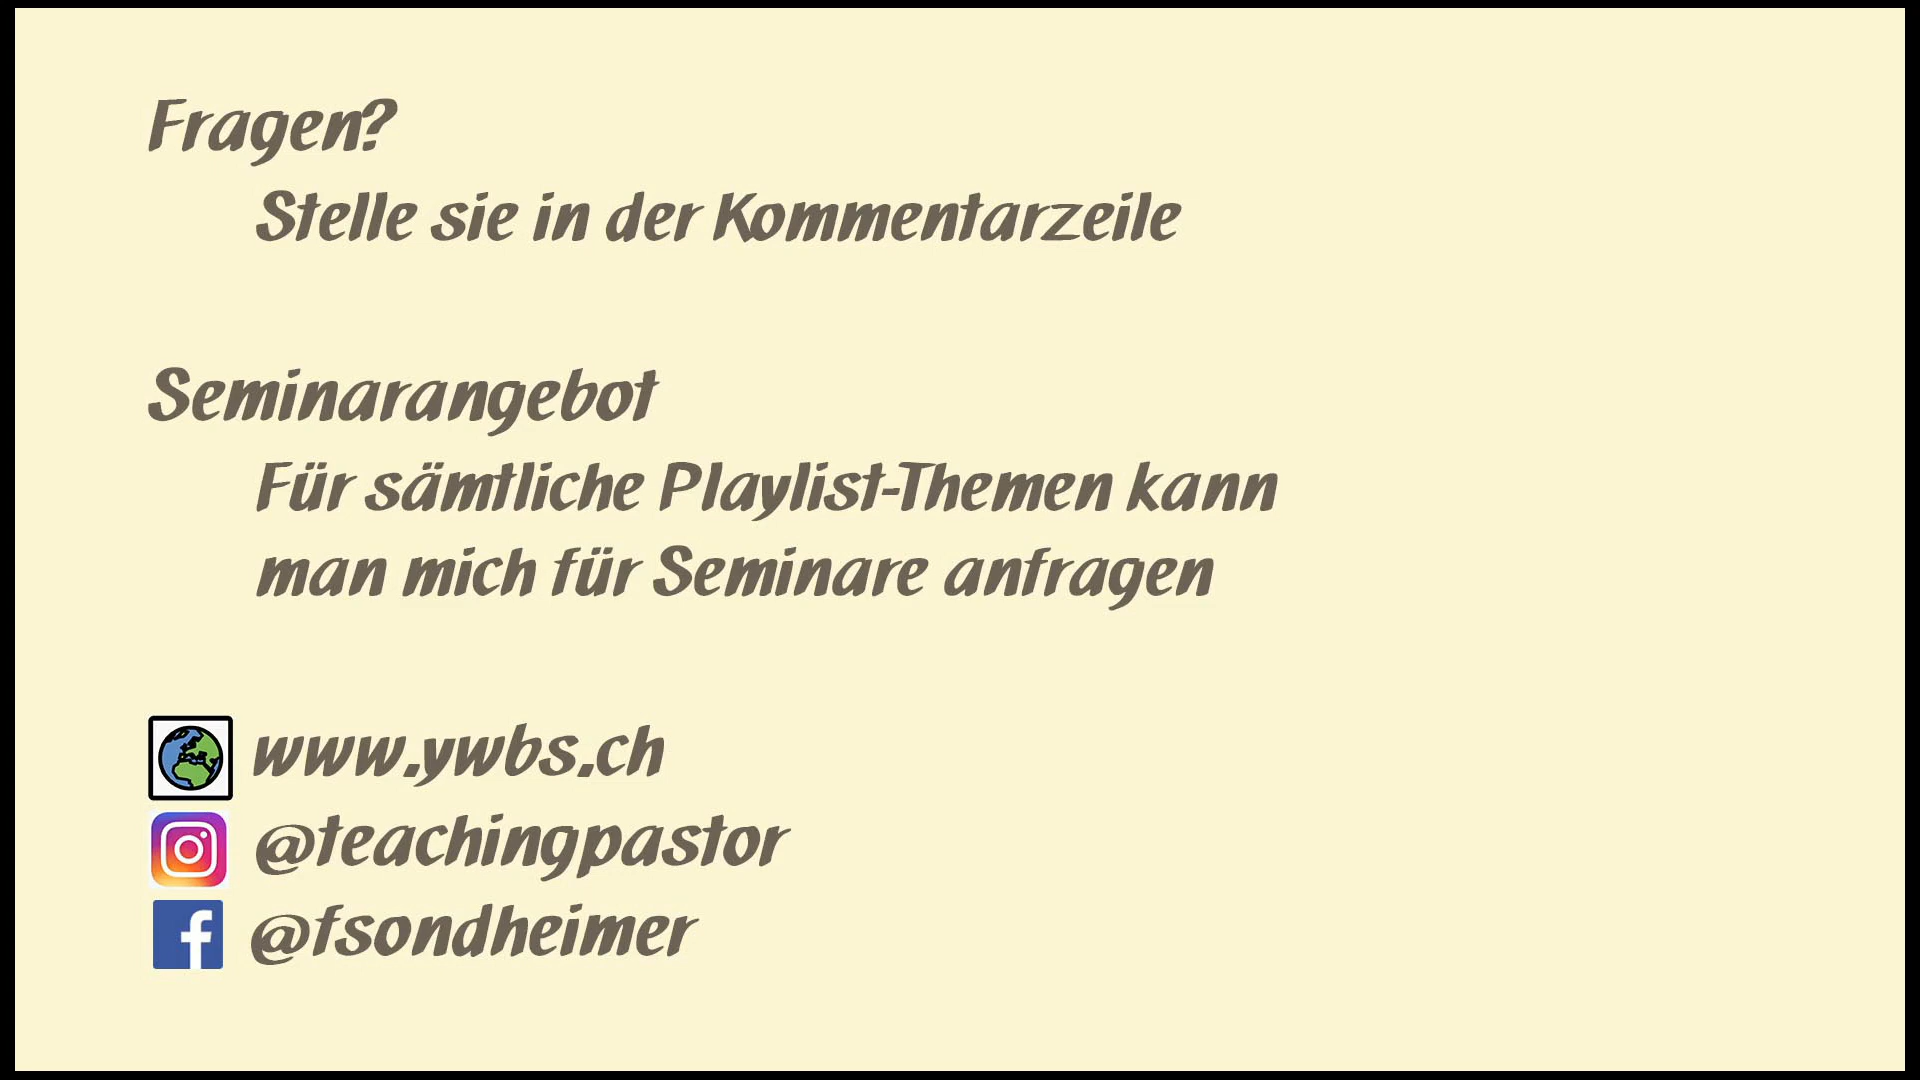 Fragen?
Stelle sie in der Kommentarzeile
Seminarangebot
Für sämtliche Playlist-Themen kann
man mich für Seminare anfragen
www.ywbs.ch
@teachingpastor
@fsondheimer